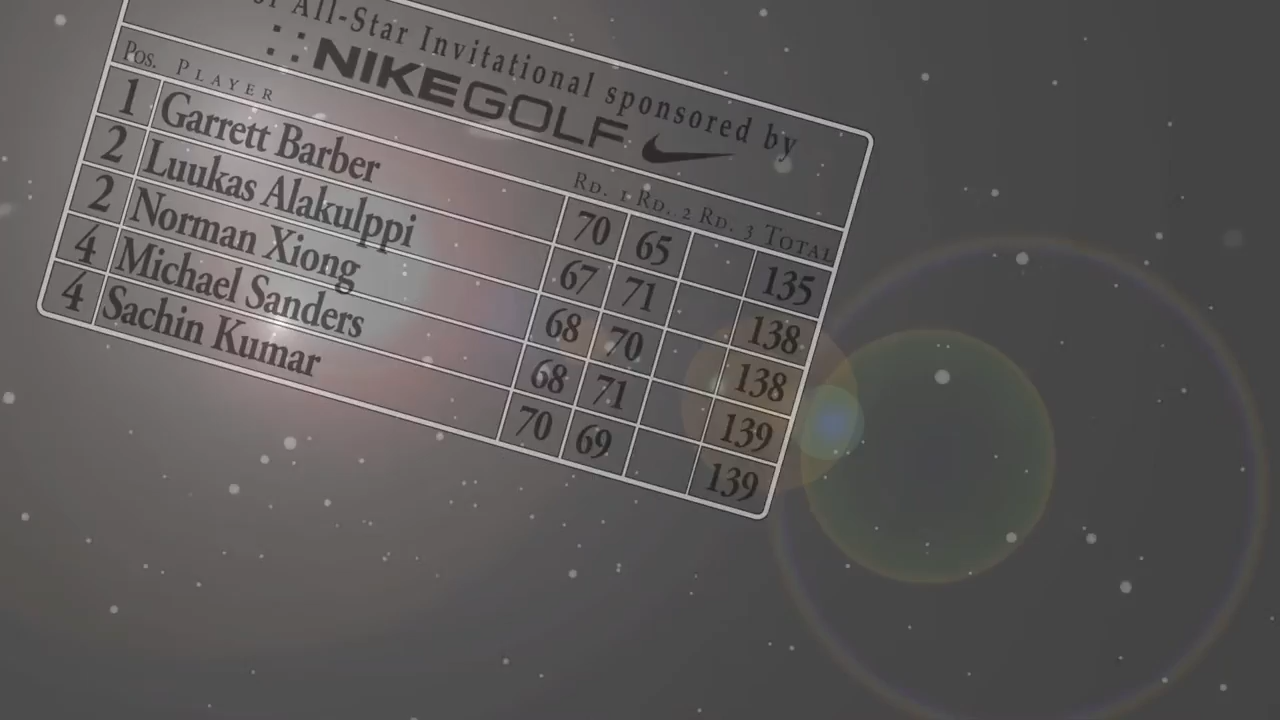 All-Star Invitational sponsored by
NIKEGOLF
Pos. Player Rd. 1 Rd. 2 Rd. 3 Total
1 Garrett Barber 70 65 135
2 Luukas Alakulppi 67 71 138
2 Norman Xiong 68 70 138
4 Michael Sanders 68 71 139
4 Sachin Kumar 70 69 139